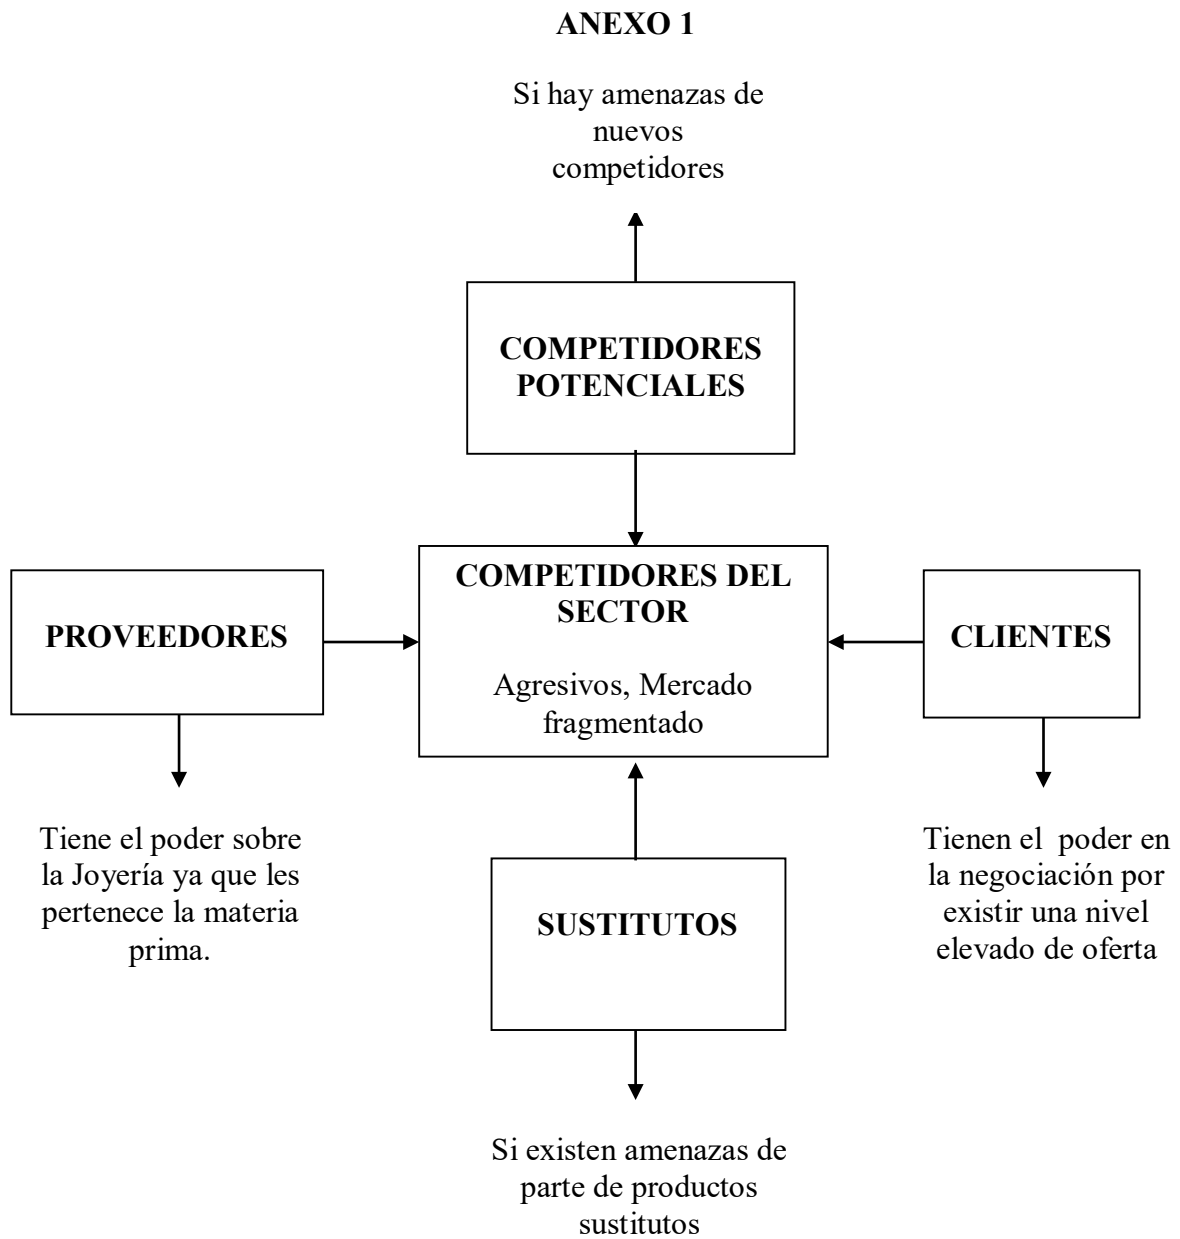 ANEXO 1
Si hay amenazas de
nuevos
competidores
COMPETIDORES
POTENCIALES
COMPETIDORES DEL
SECTOR
Agresivos, Mercado
fragmentado
PROVEEDORES
CLIENTES
Tiene el poder sobre
la Joyería ya que les
pertenece la materia
prima.
Tienen el  poder en
la negociación por
existir una nivel
elevado de oferta
SUSTITUTOS
Si existen amenazas de
parte de productos
sustitutos